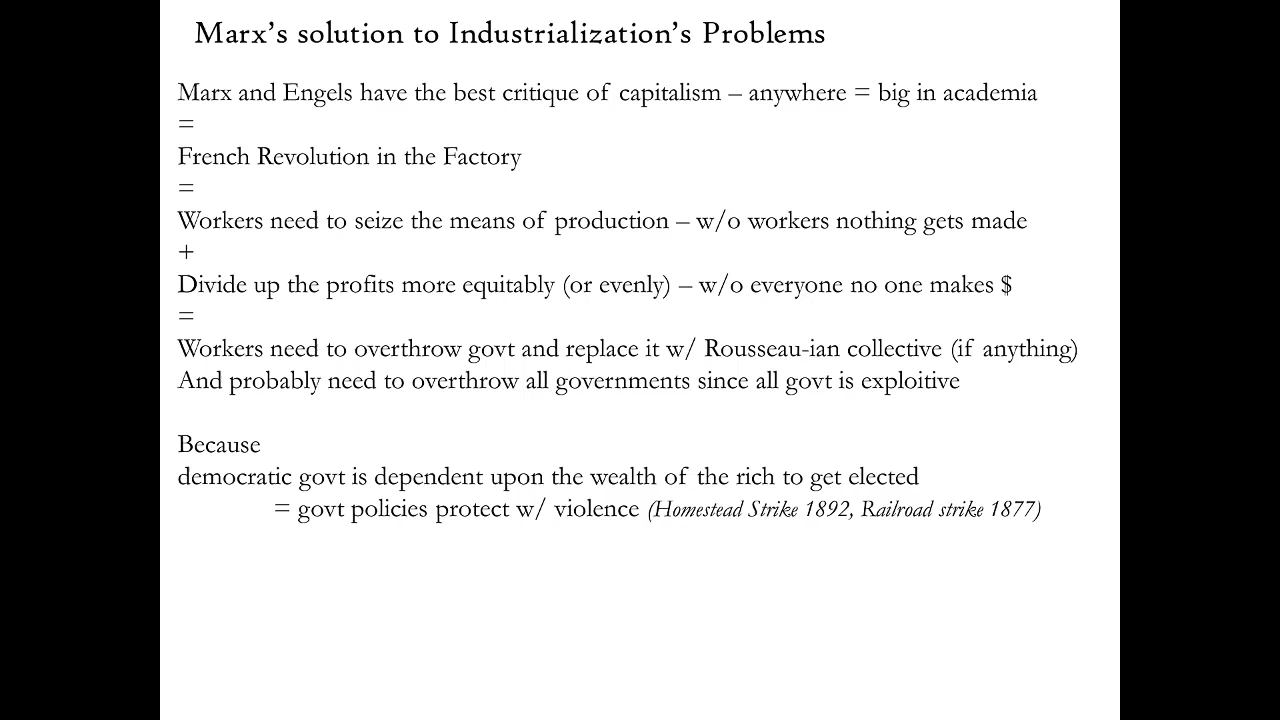 Marx’s solution to Industrialization’s Problems
Marx and Engels have the best critique of capitalism – anywhere = big in academia
=
French Revolution in the Factory
=
Workers need to seize the means of production – w/o workers nothing gets made
+
Divide up the profits more equitably (or evenly) – w/o everyone no one makes $
=
Workers need to overthrow govt and replace it w/ Rousseau-ian collective (if anything)
And probably need to overthrow all governments since all govt is exploitive
Because
democratic govt is dependent upon the wealth of the rich to get elected
= govt policies protect w/ violence (Homestead Strike 1892, Railroad strike 1877)